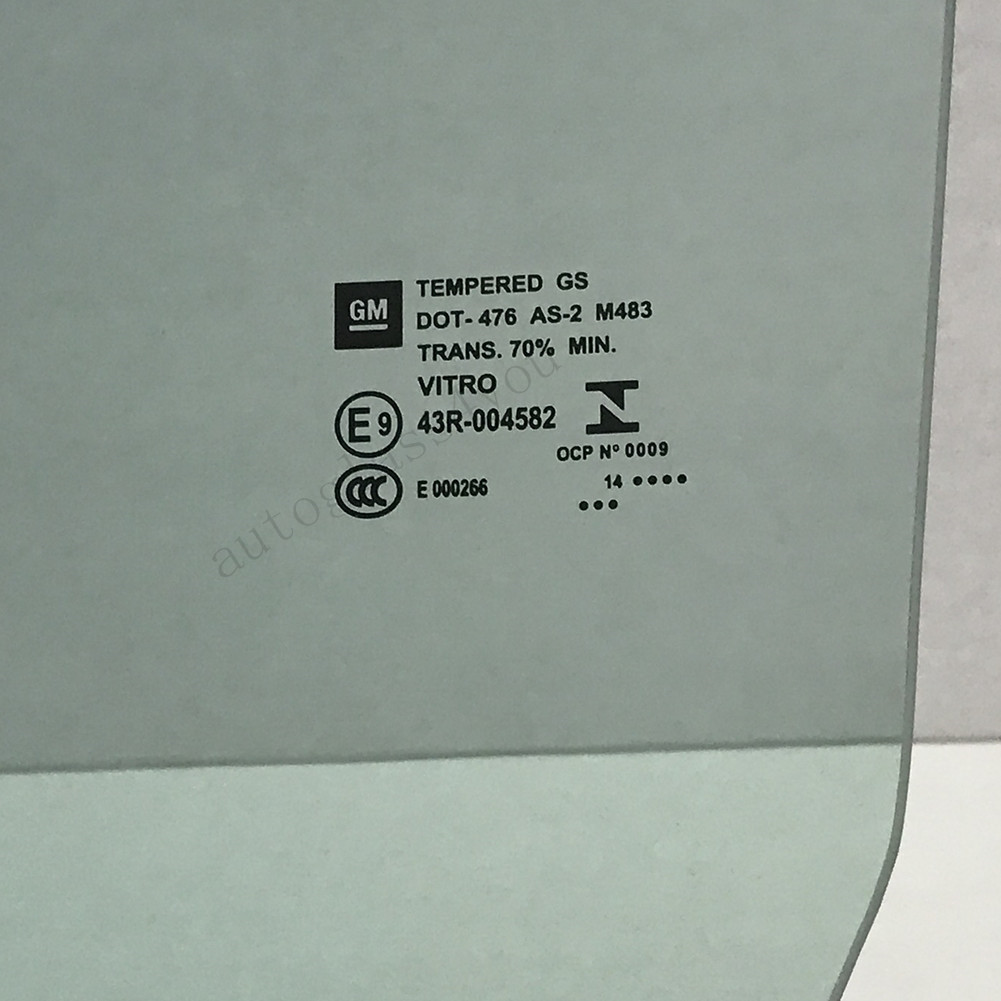 GM
TEMPERED GS
DOT- 476 AS-2 M483
TRANS. 70% MIN.
VITRO
E9 43R-004582
N
OCP Nº 0009
CCC E 000266
14 ••••
•••
autoglass4you